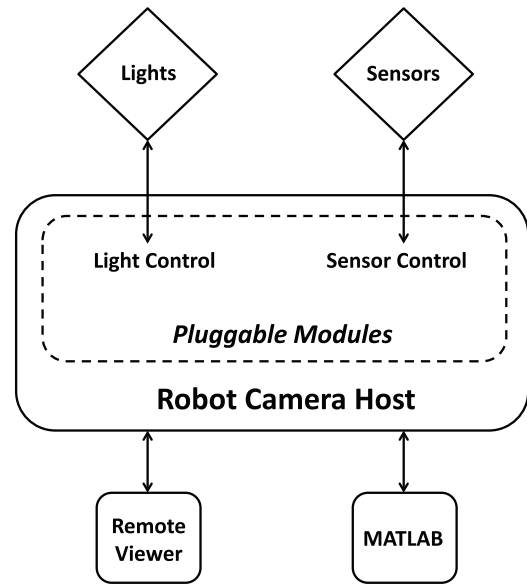 Lights
Sensors
Light Control
Sensor Control
Pluggable Modules
Robot Camera Host
Remote
Viewer
MATLAB